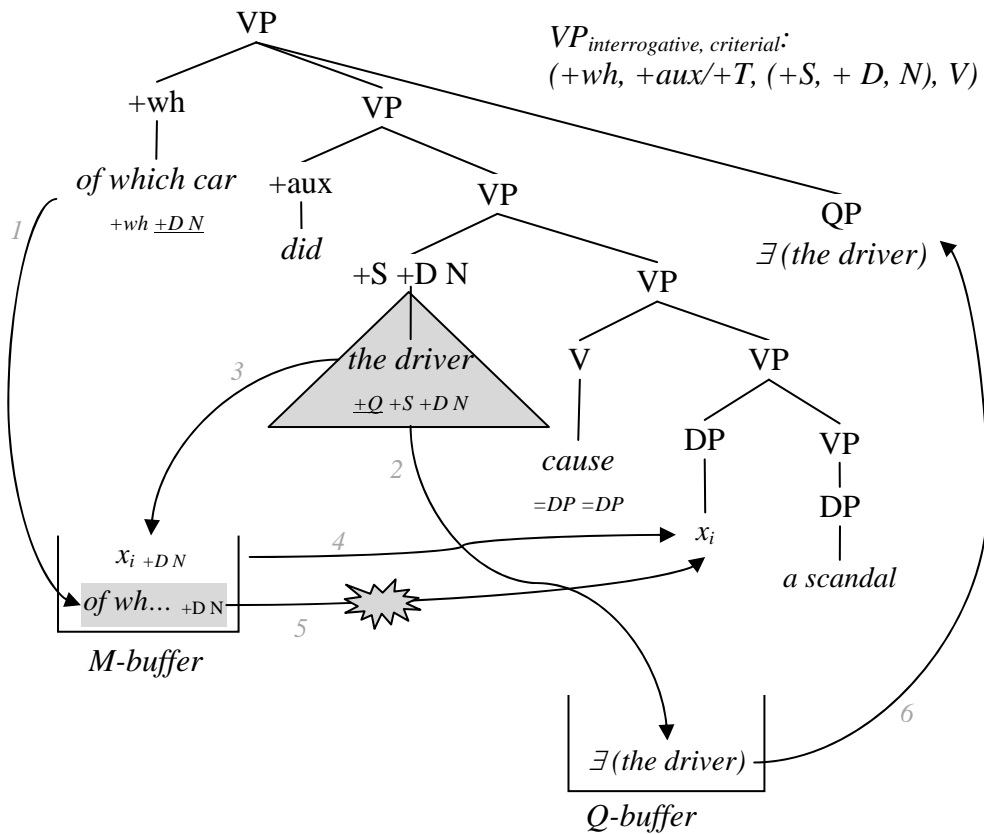 VP
VP_interrogative, criterial:
(+wh, +aux/+T, (+S, + D, N), V)
+wh
VP
of which car
+aux
VP
1
+wh +D N
did
QP
∃ (the driver)
+S +D N
VP
the driver
V
VP
3
+Q +S +D N
DP
VP
2
cause
=DP =DP
DP
x_i
x_i +D N
4
a scandal
of wh... +D N
5
M-buffer
6
∃ (the driver)
Q-buffer